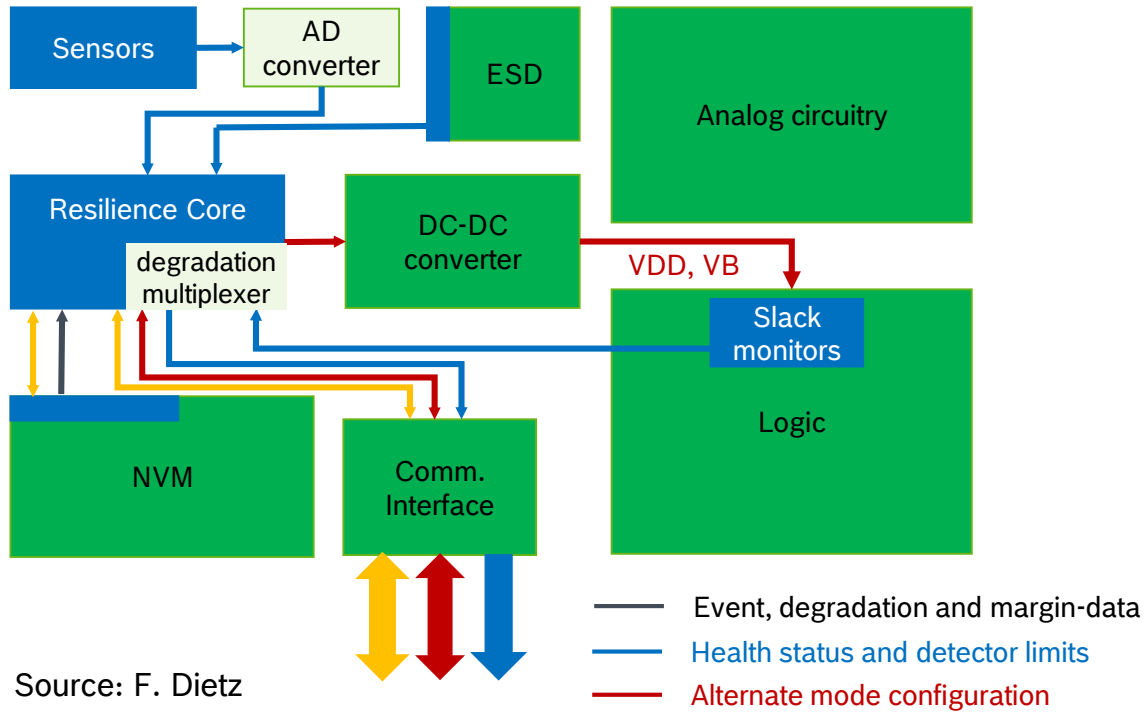 Sensors
AD
converter
ESD
Analog circuitry
Resilience Core
degradation
multiplexer
DC-DC
converter
VDD, VB
Slack
monitors
Logic
NVM
Comm.
Interface
Event, degradation and margin-data
Health status and detector limits
Alternate mode configuration
Source: F. Dietz